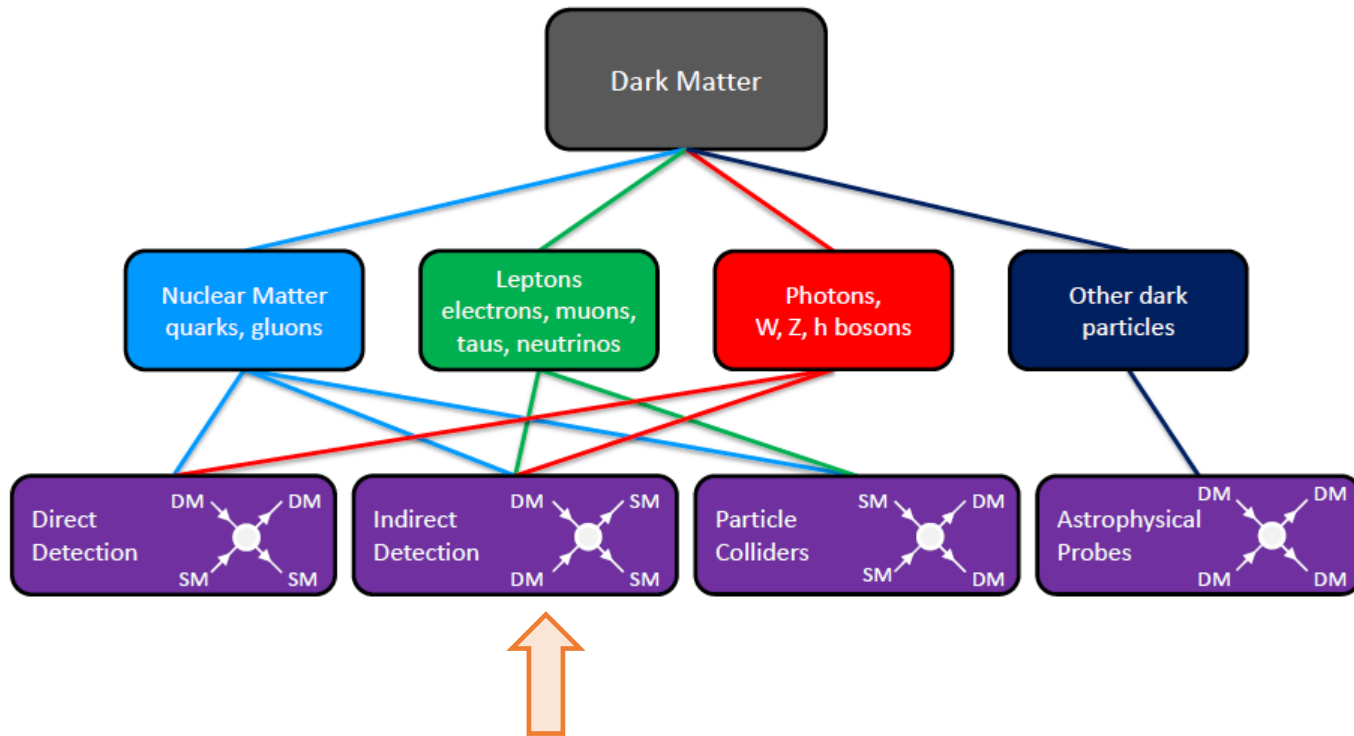 Dark Matter
Nuclear Matter
quarks, gluons
Leptons
electrons, muons,
taus, neutrinos
Photons,
W, Z, h bosons
Other dark
particles
Direct
Detection
DM
DM
SM
SM
Indirect
Detection
DM
SM
DM
SM
Particle
Colliders
SM
DM
SM
DM
Astrophysical
Probes
DM
DM
DM
DM